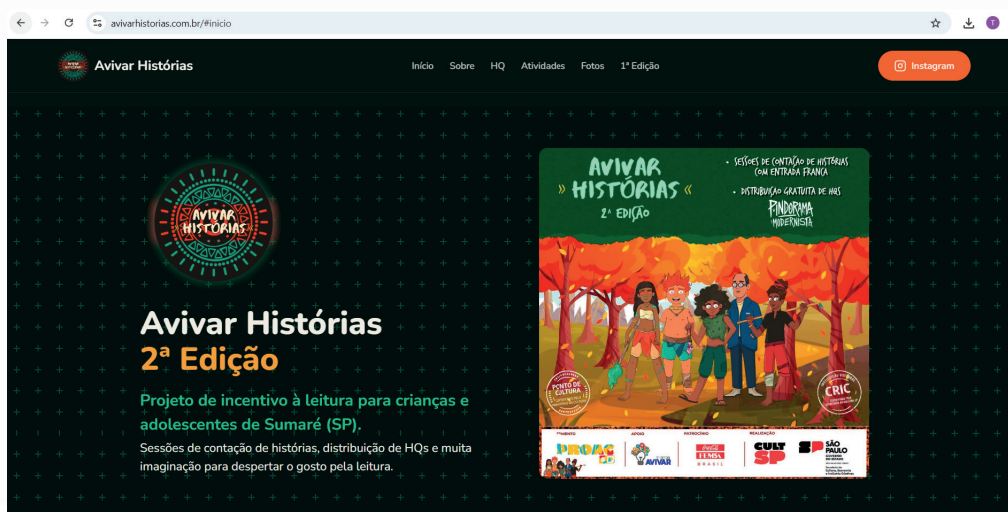 avivarhistorias.com.br/#inicio
T
Avivar Histórias
Início Sobre HQ Atividades Fotos 1ª Edição
Instagram
AVIVAR
HISTÓRIAS
Avivar Histórias
2ª Edição
Projeto de incentivo à leitura para crianças e
adolescentes de Sumaré (SP).
Sessões de contação de histórias, distribuição de HQs e muita
imaginação para despertar o gosto pela leitura.
AVIVAR
» HISTÓRIAS «
2ª EDIÇÃO
• SESSÕES DE CONTAÇÃO DE HISTÓRIAS
COM ENTRADA FRANCA
• DISTRIBUIÇÃO GRATUITA DE HQS
PINDORAMA
MODERNISTA
PONTO DE
CULTURA
CRIC
APOIO
PATROCÍNIO
REALIZAÇÃO
PROAC
AVIVAR
Coca-Cola
FEMSA
BRASIL
CULT
SP
SP
SÃO
PAULO
GOVERNO
DO ESTADO